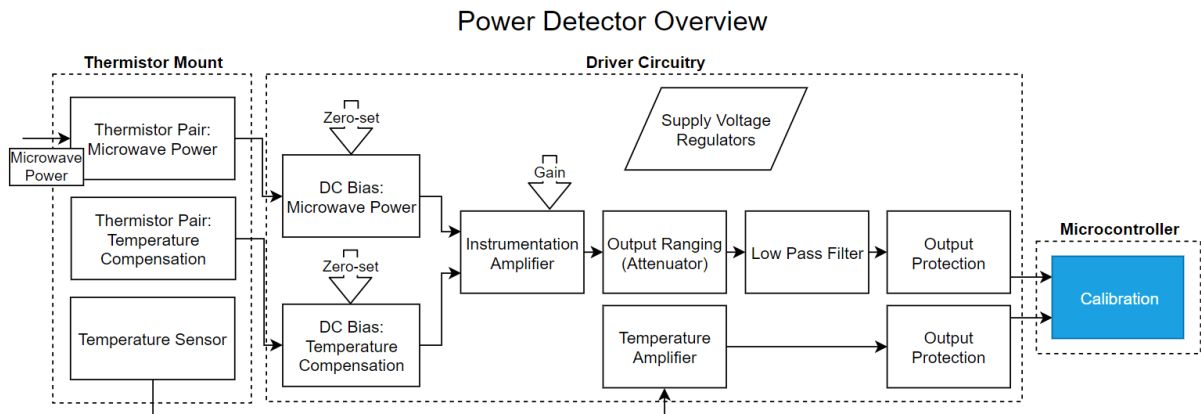 Power Detector Overview
Thermistor Mount
Driver Circuitry
Zero-set
Supply Voltage
Regulators
Thermistor Pair:
Microwave Power
Microwave
Power
DC Bias:
Microwave Power
Gain
Thermistor Pair:
Temperature
Compensation
Instrumentation
Amplifier
Output Ranging
(Attenuator)
Low Pass Filter
Output
Protection
Microcontroller
Calibration
Zero-set
DC Bias:
Temperature
Compensation
Temperature Sensor
Temperature
Amplifier
Output
Protection